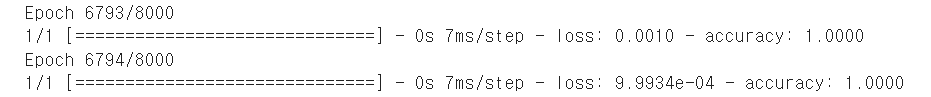 Epoch 6793/8000
1/1 [==============================] - 0s 7ms/step - loss: 0.0010 - accuracy: 1.0000
Epoch 6794/8000
1/1 [==============================] - 0s 7ms/step - loss: 9.9934e-04 - accuracy: 1.0000